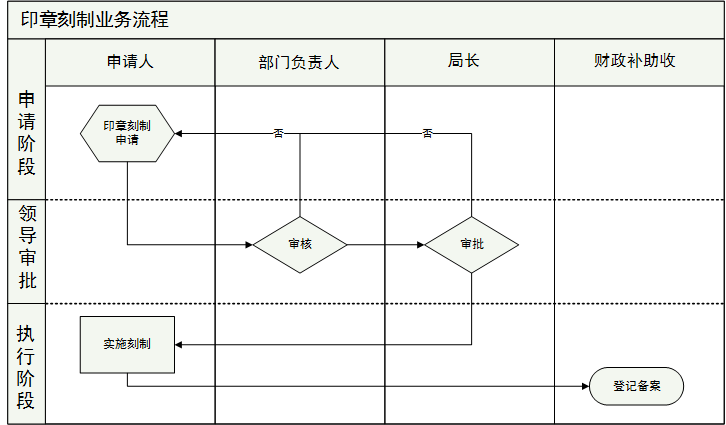 印章刻制业务流程
申请人
部门负责人
局长
财政补助收
申请阶段
印章刻制
申请
否
否
领导审批
审核
审批
执行阶段
实施刻制
登记备案